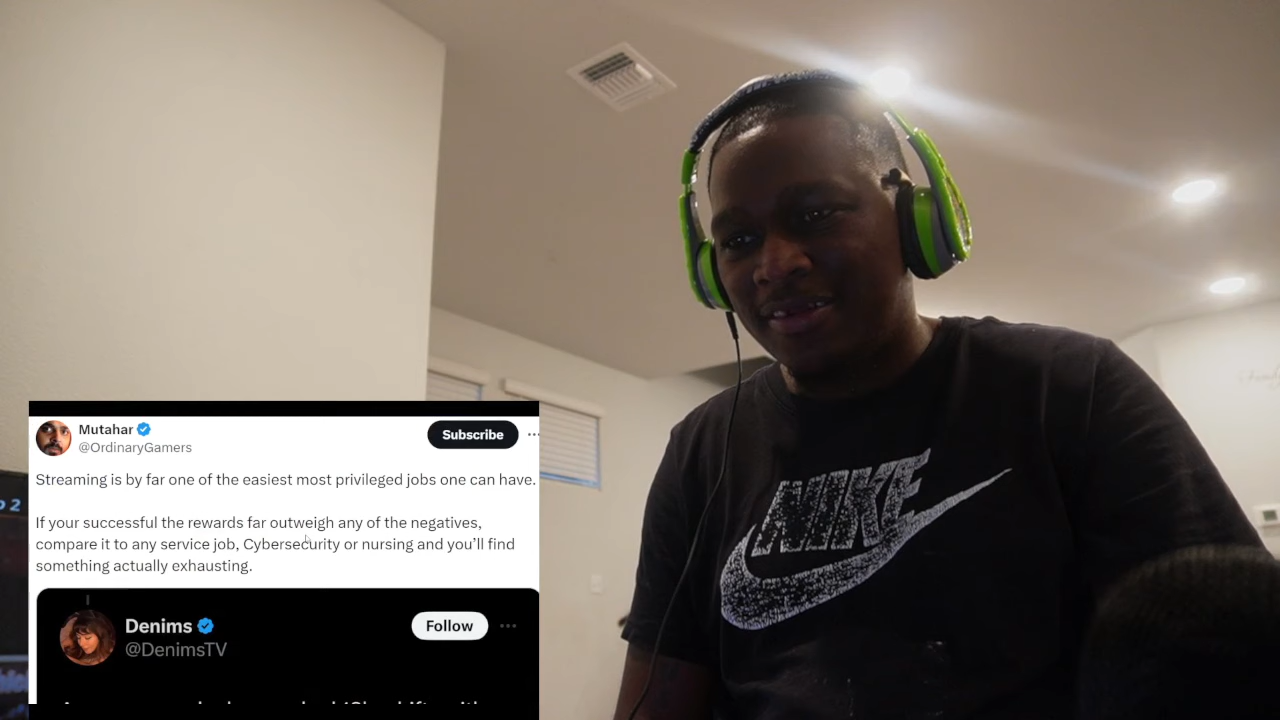 Mutahar
@OrdinaryGamers
Subscribe
Streaming is by far one of the easiest most privileged jobs one can have.
If your successful the rewards far outweigh any of the negatives,
compare it to any service job, Cybersecurity or nursing and you'll find
something actually exhausting.
Denims
@DenimsTV
Follow
NIKE